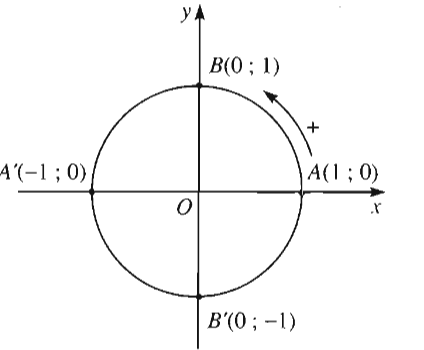 y
B(0 ; 1)
+
A'(-1 ; 0)
A(1 ; 0)
O
x
B'(0 ; -1)